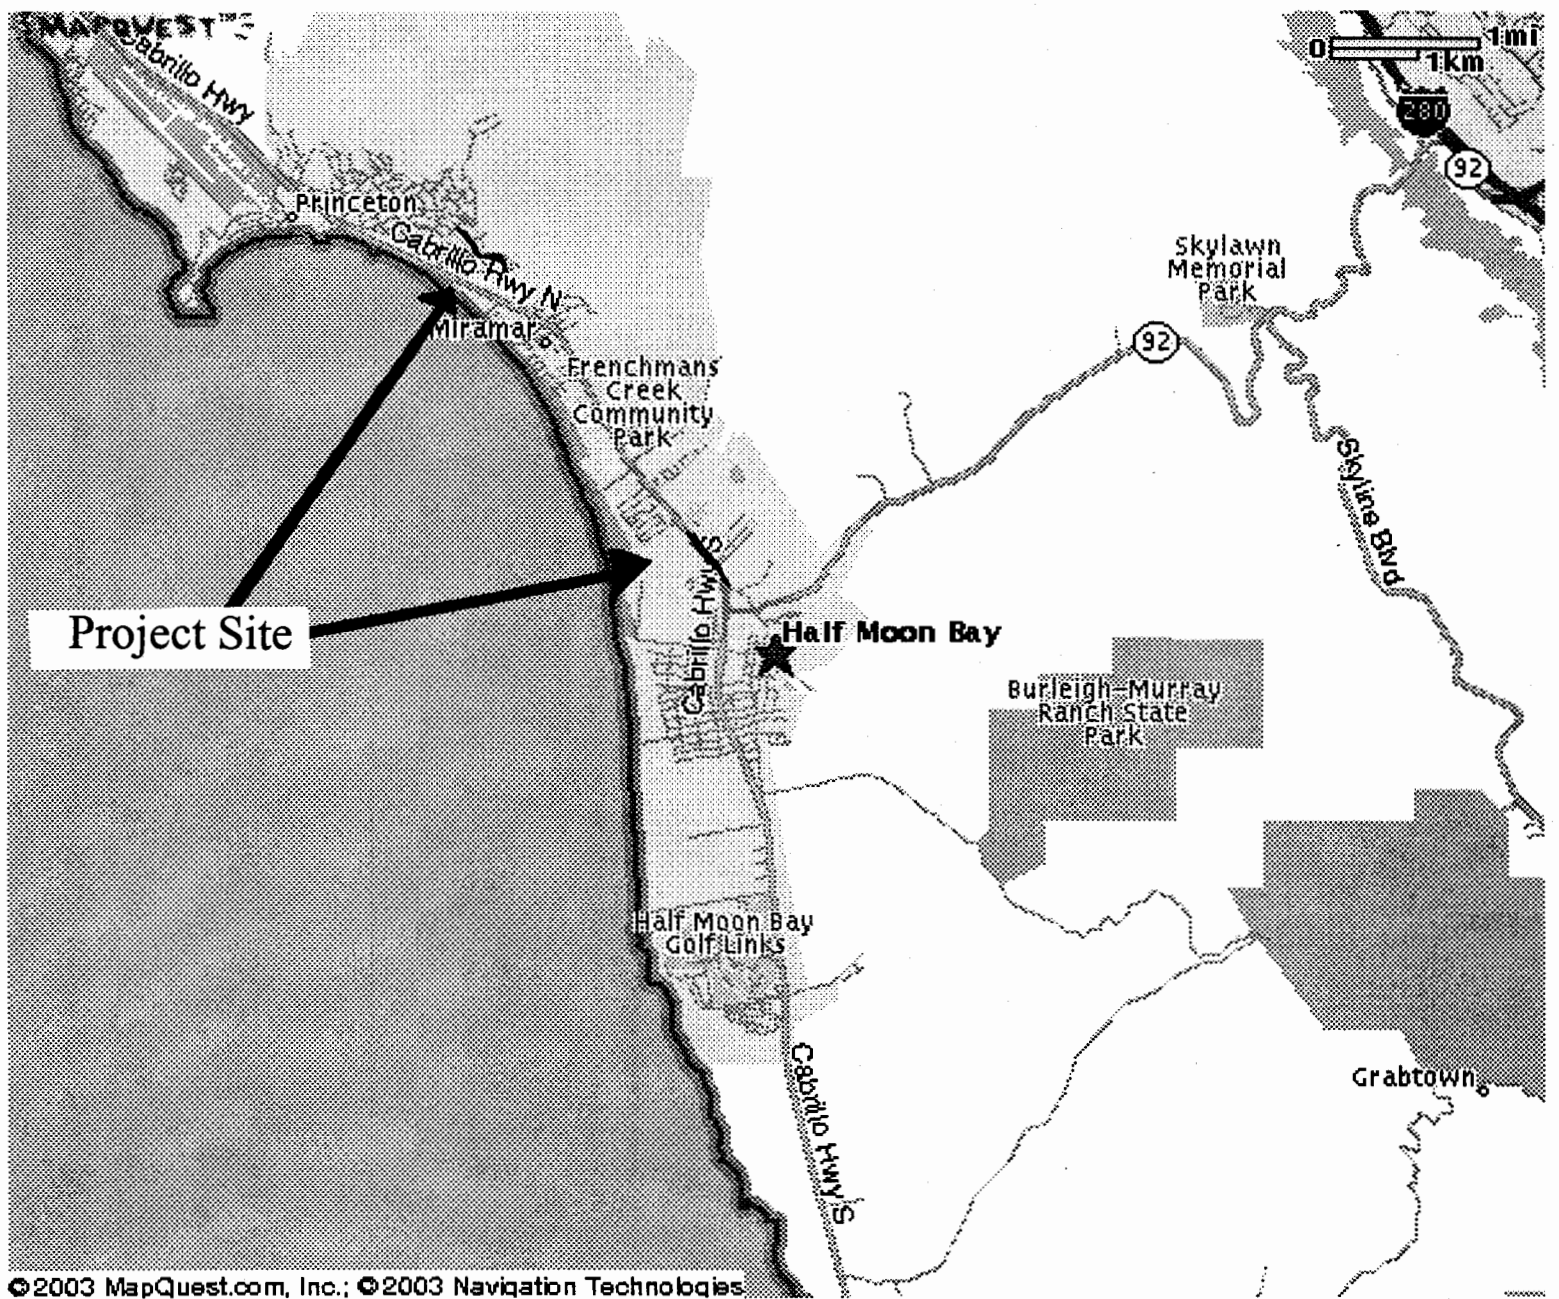 MAPQUEST™
0 1mi
1km
Cabrillo Hwy
280
92
Princeton
Cabrillo Hwy N
Skylawn
Memorial
Park
Miramar
92
Frenchmans
Creek
Community
Park
Skyline Blvd
Cabrillo Hwy S
Project Site
Half Moon Bay
Burleigh-Murray
Ranch State
Park
Half Moon Bay
Golf Links
Cabrillo Hwy S
Grabtown
©2003 MapQuest.com, Inc.; ©2003 Navigation Technologies